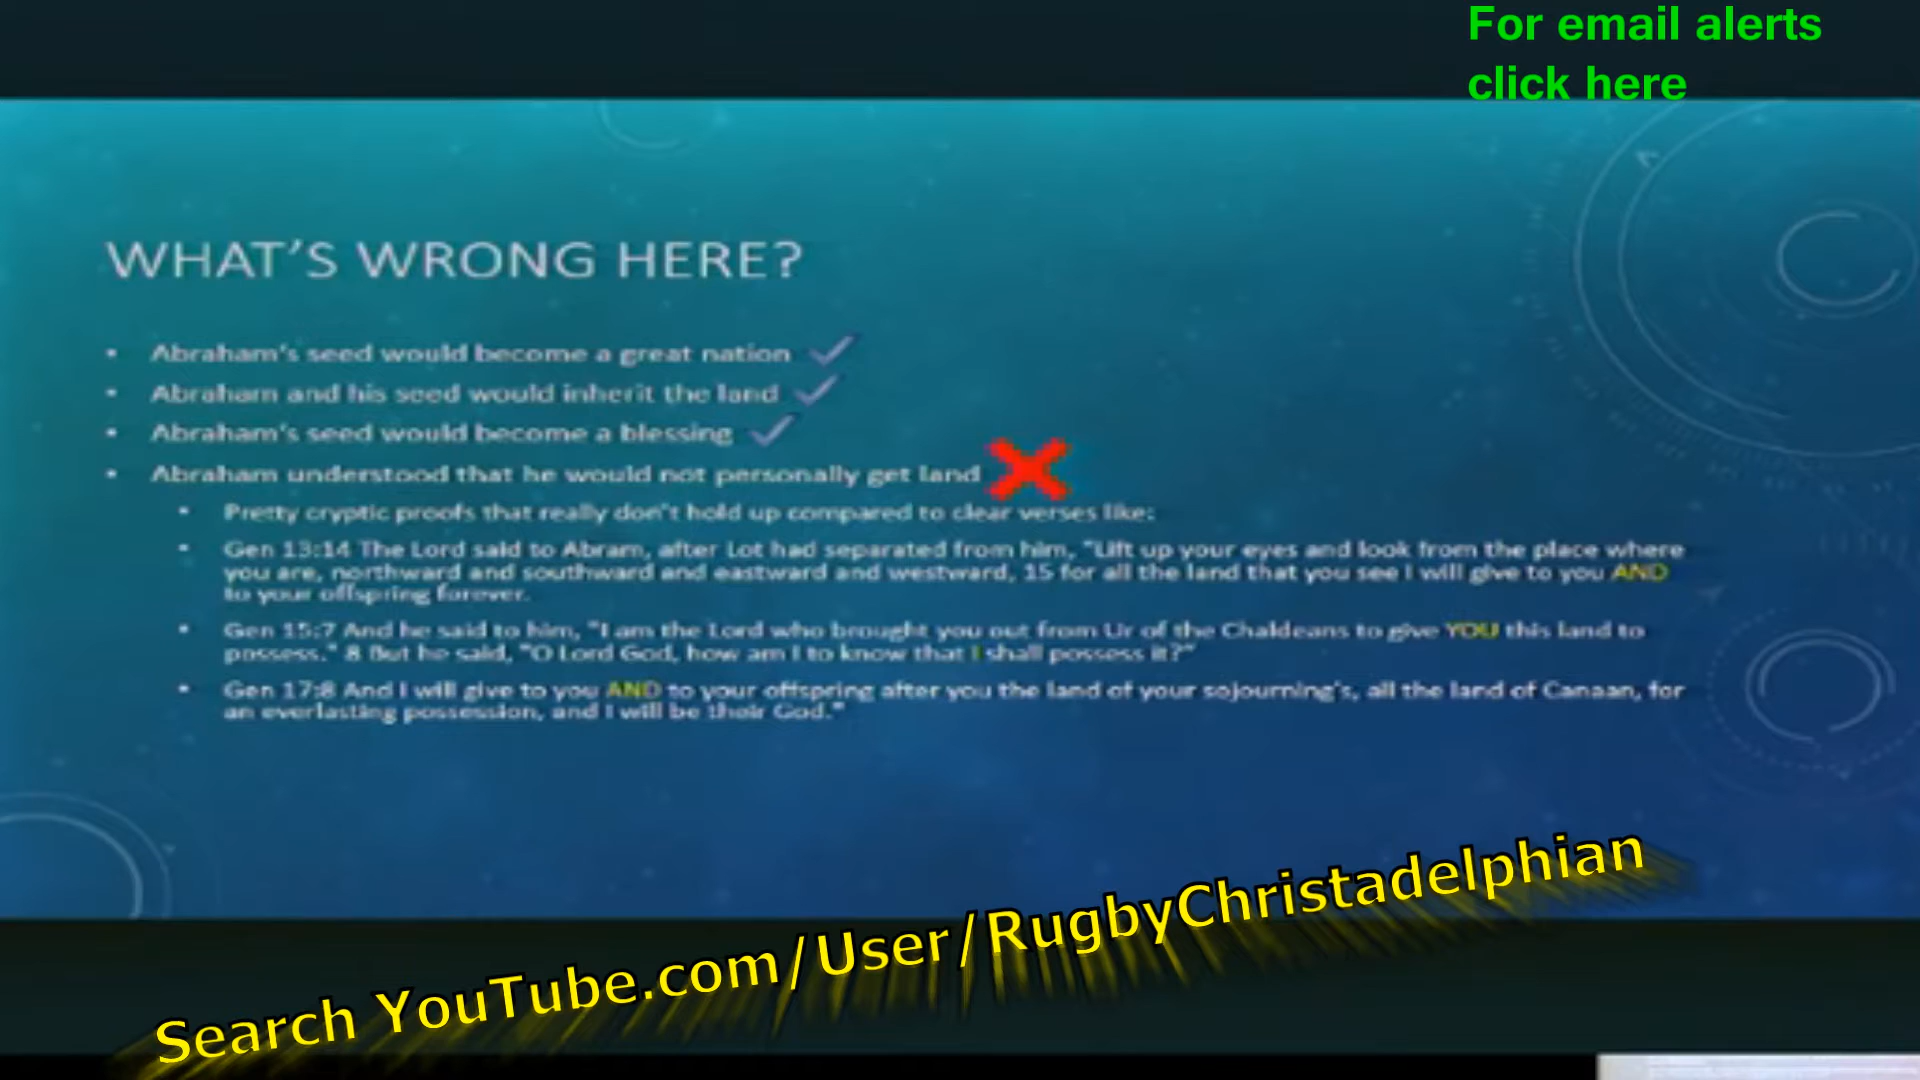 For email alerts
click here
WHAT'S WRONG HERE?
• Abraham's seed would become a great nation
• Abraham and his seed would inherit the land
• Abraham's seed would become a blessing
• Abraham understood that he would not personally get land
• Pretty cryptic proofs that really don't hold up compared to clear verses like:
• Gen 13:14 The Lord said to Abram, after Lot had separated from him, "Lift up your eyes and look from the place where
you are, northward and southward and eastward and westward, 15 for all the land that you see I will give to you AND
to your offspring forever.
• Gen 15:7 And he said to him, "I am the Lord who brought you out from Ur of the Chaldeans to give YOU this land to
possess." 8 But he said, "O Lord God, how am I to know that I shall possess it?"
• Gen 17:8 And I will give to you AND to your offspring after you the land of your sojourning's, all the land of Canaan, for
an everlasting possession, and I will be their God."
Search YouTube.com/User/RugbyChristadelphian